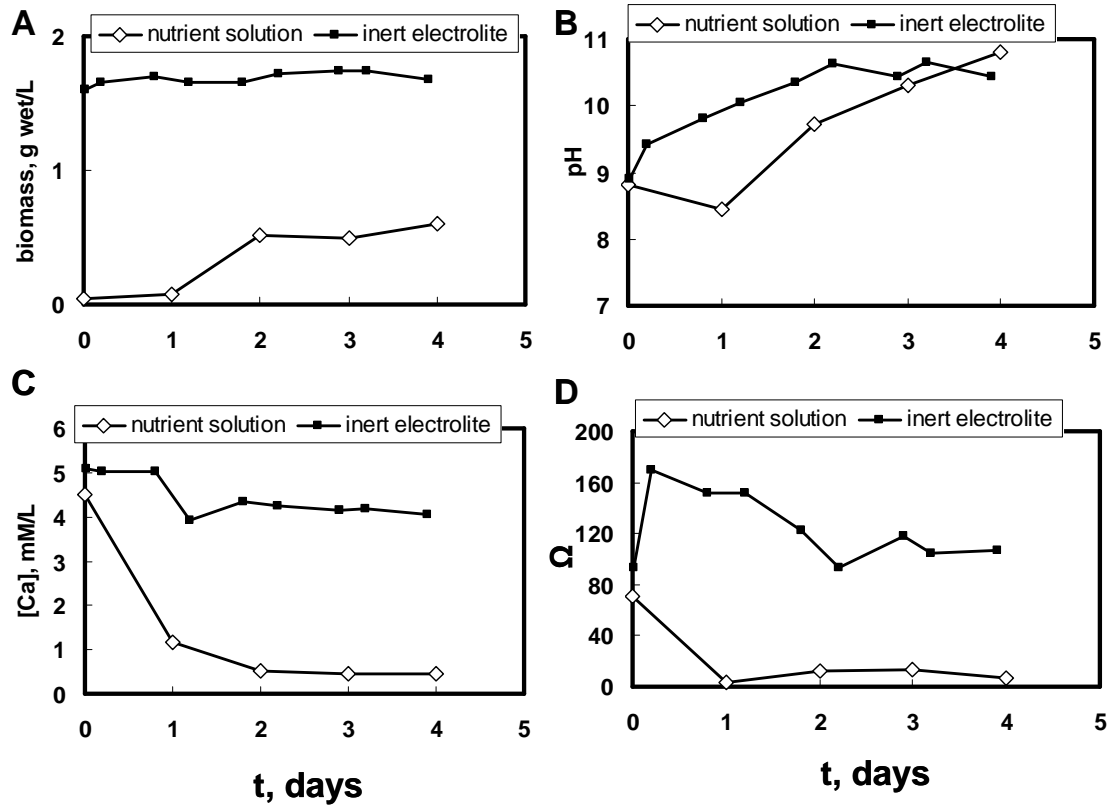 A
nutrient solution inert electrolite
biomass, g wet/L
2
1
0
0 1 2 3 4 5
B
nutrient solution inert electrolite
pH
11
10
9
8
7
0 1 2 3 4 5
C
nutrient solution inert electrolite
[Ca], mM/L
6
5
4
3
2
1
0
0 1 2 3 4 5
t, days
D
nutrient solution inert electrolite
Ω
200
160
120
80
40
0
0 1 2 3 4 5
t, days